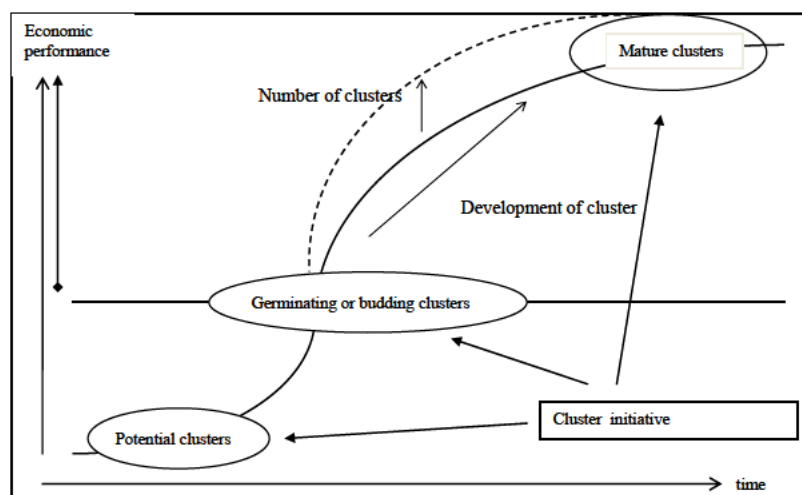 Economic
performance
Mature clusters
Number of clusters
Development of cluster
Germinating or budding clusters
Cluster initiative
Potential clusters
time